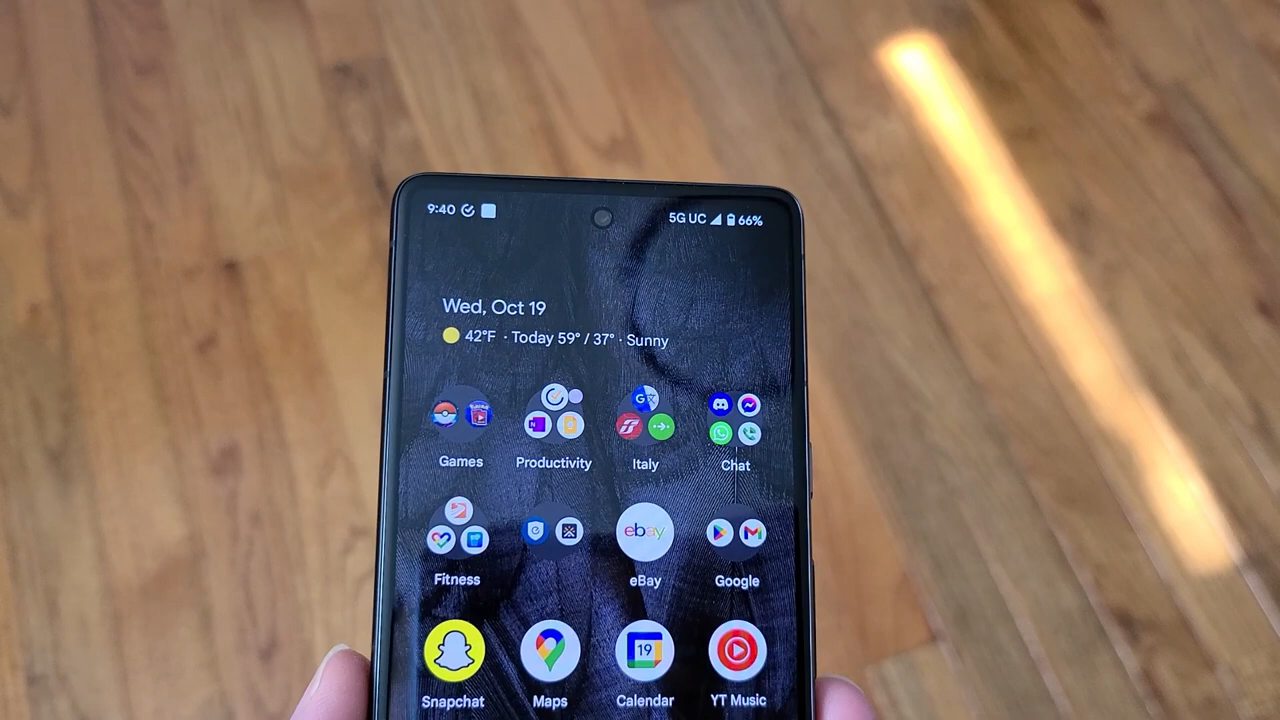 9:40
5G UC 66%
Wed, Oct 19
42°F · Today 59° / 37° · Sunny
Games Productivity Italy Chat
ebay
Fitness eBay Google
19
Snapchat Maps Calendar YT Music